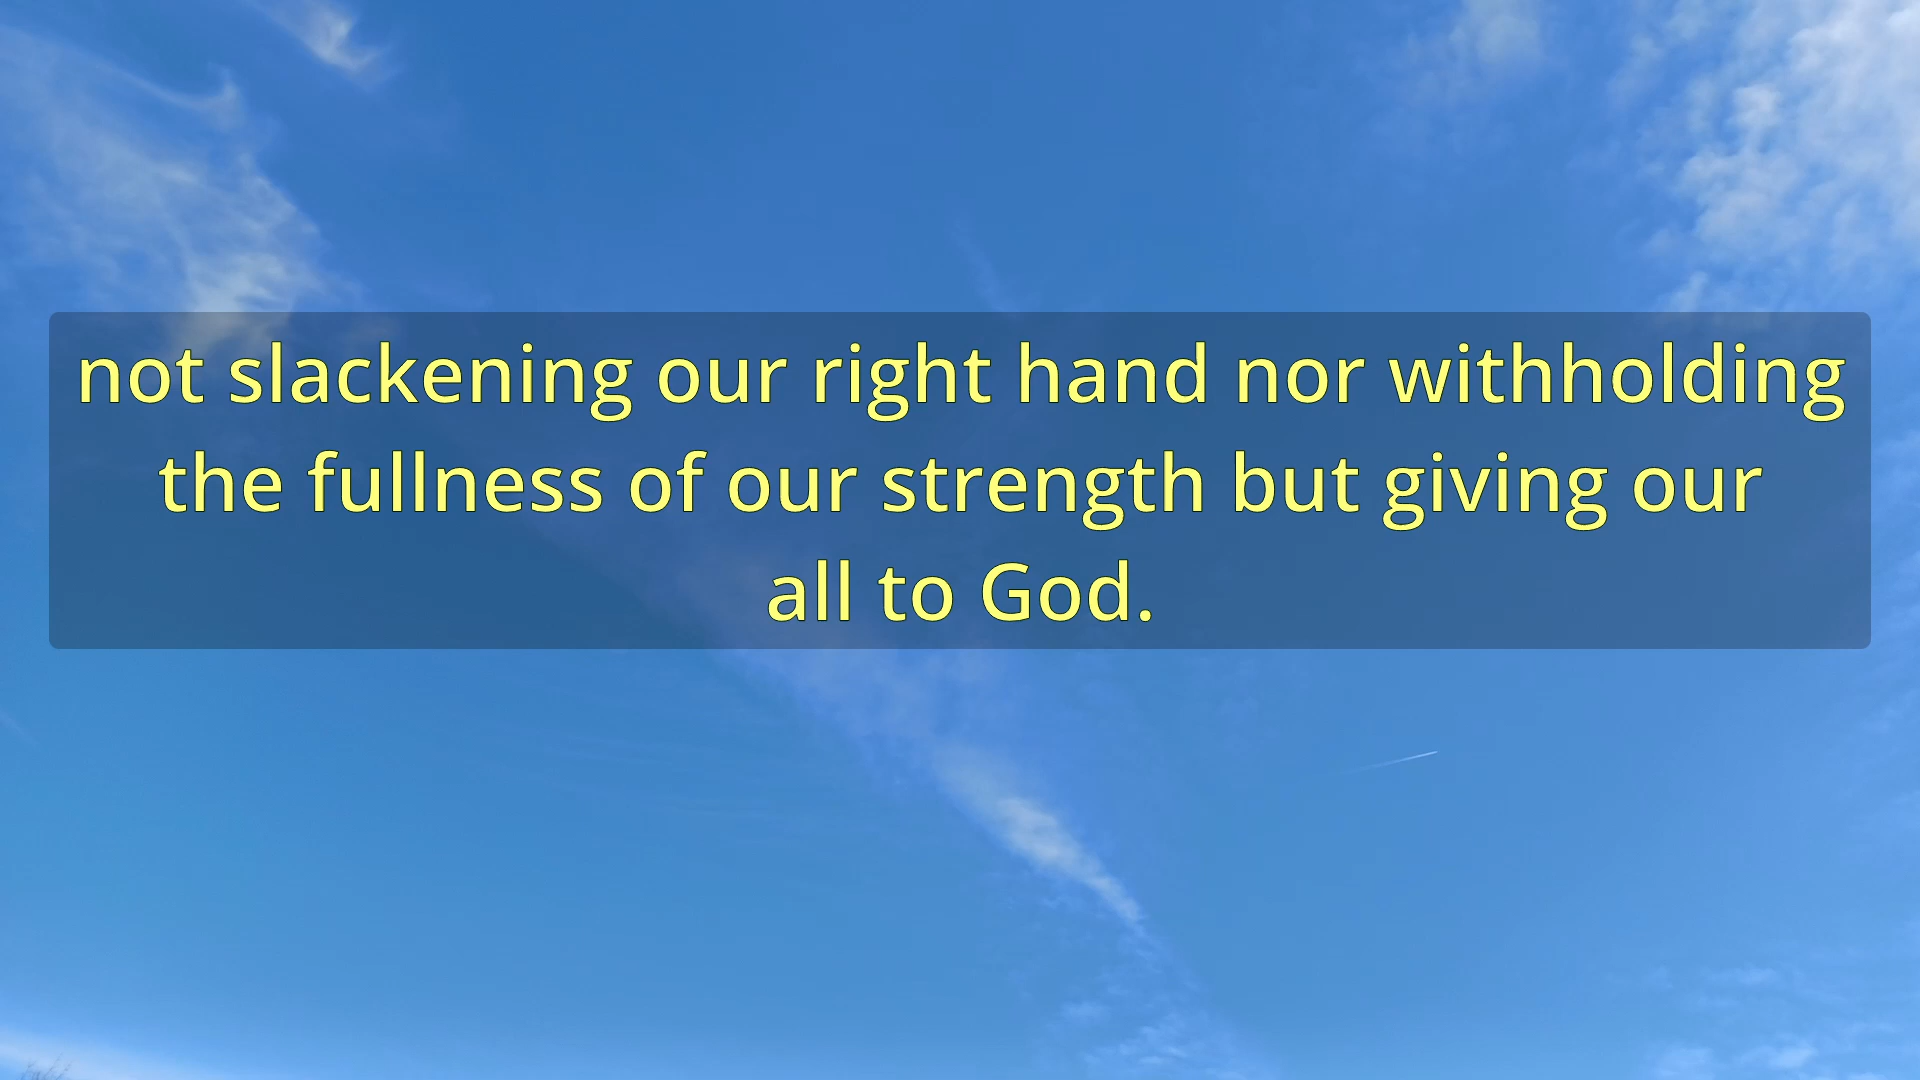 not slackening our right hand nor withholding
the fullness of our strength but giving our
all to God.